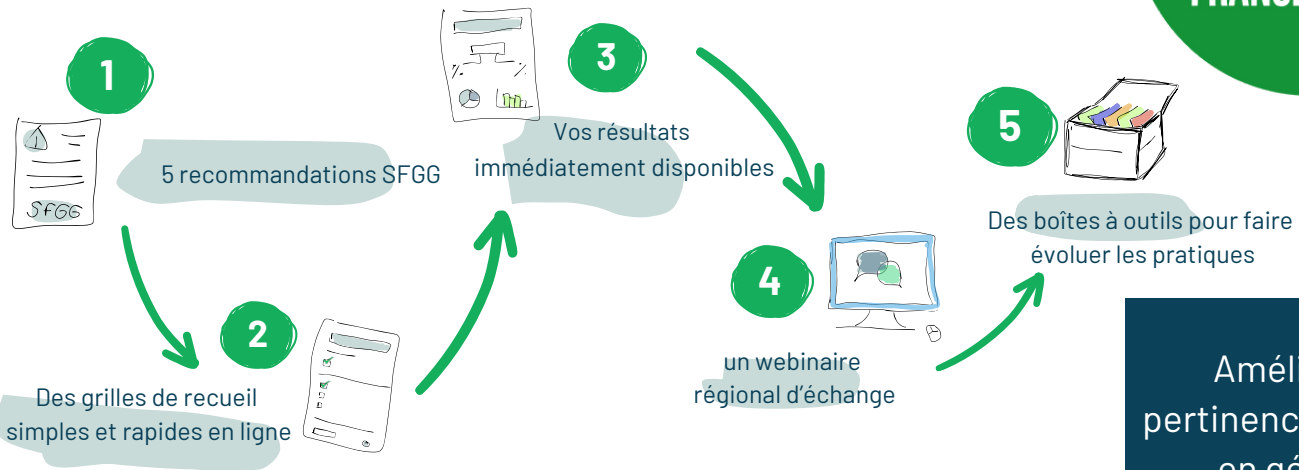 1
5 recommandations SFGG
SFGG
2
Des grilles de recueil
simples et rapides en ligne
3
Vos résultats
immédiatement disponibles
4
un webinaire
régional d'échange
5
Des boîtes à outils pour faire
évoluer les pratiques